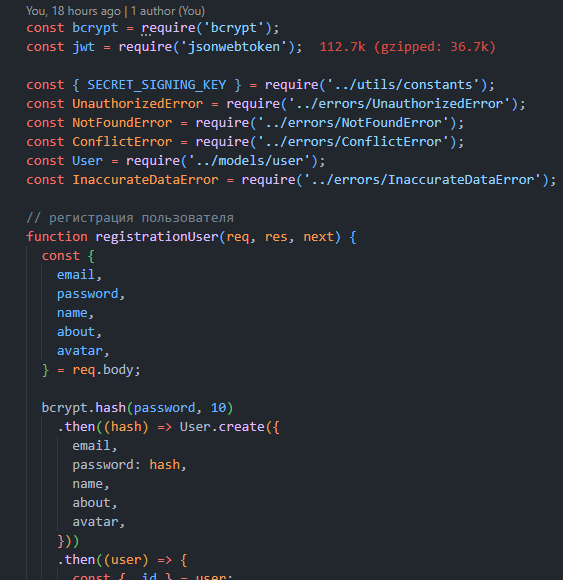 You, 18 hours ago | 1 author (You)
const bcrypt = require('bcrypt');
const jwt = require('jsonwebtoken');  112.7k (gzipped: 36.7k)

const { SECRET_SIGNING_KEY } = require('../utils/constants');
const UnauthorizedError = require('../errors/UnauthorizedError');
const NotFoundError = require('../errors/NotFoundError');
const ConflictError = require('../errors/ConflictError');
const User = require('../models/user');
const InaccurateDataError = require('../errors/InaccurateDataError');

// регистрация пользователя
function registrationUser(req, res, next) {
  const {
    email,
    password,
    name,
    about,
    avatar,
  } = req.body;

  bcrypt.hash(password, 10)
    .then((hash) => User.create({
      email,
      password: hash,
      name,
      about,
      avatar,
    }))
    .then((user) => {
      const { _id } = user;